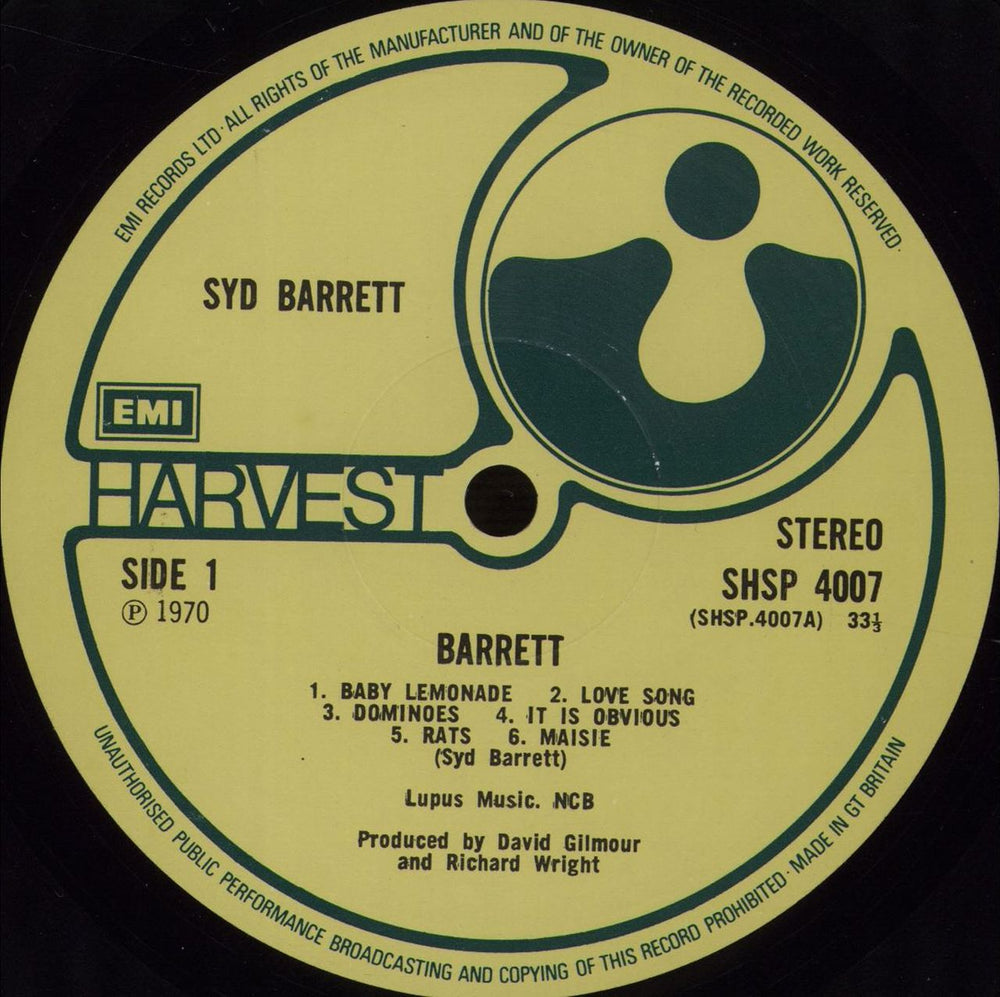 EMI RECORDS LTD · ALL RIGHTS OF THE MANUFACTURER AND OF THE OWNER OF THE RECORDED WORK RESERVED ·
SYD BARRETT
EMI
HARVEST
SIDE 1
℗ 1970
STEREO
SHSP 4007
(SHSP.4007A) 33⅓
BARRETT
1. BABY LEMONADE 2. LOVE SONG
3. DOMINOES 4. IT IS OBVIOUS
5. RATS 6. MAISIE
(Syd Barrett)
Lupus Music. NCB
Produced by David Gilmour
and Richard Wright
UNAUTHORISED PUBLIC PERFORMANCE BROADCASTING AND COPYING OF THIS RECORD PROHIBITED · MADE IN GT BRITAIN